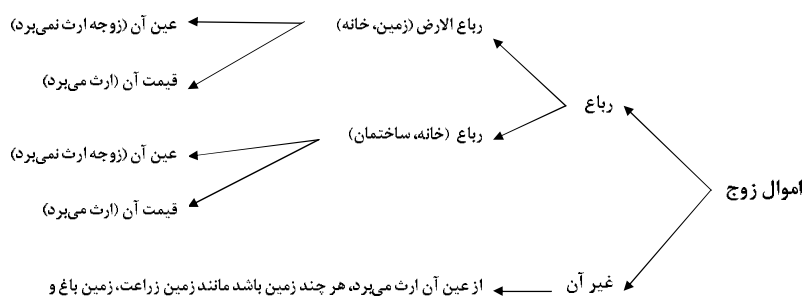 رباع الارض (زمین، خانه)
عین آن (زوجه ارث نمی‌برد)
قیمت آن (ارث می‌برد)
رباع
رباع (خانه، ساختمان)
عین آن (زوجه ارث نمی‌برد)
اموال زوج
قیمت آن (ارث می‌برد)
غیر آن
از عین آن ارث می‌برد، هر چند زمین باشد مانند زمین زراعت، زمین باغ و